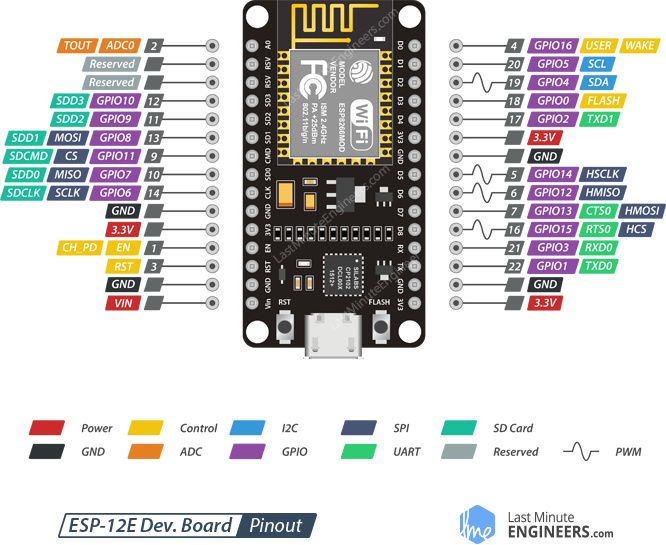 TOUT ADC0 2
Reserved
Reserved
SDD3 GPIO10 12
SDD2 GPIO9 11
SDD1 MOSI GPIO8 13
SDCMD CS GPIO11 9
SDD0 MISO GPIO7 10
SDCLK SCLK GPIO6 14
GND
3.3V
CH_PD EN 1
RST 3
GND
VIN
A0
RSV
RSV
SD3
SD2
SD1
CMD
SD0
CLK
GND
3V3
EN
RST
GND
Vin
MODEL
VENDOR
ESP8266MOD
FC
WiFi
ISM 2.4GHz
PA +25dBm
802.11b/g/n
LastMinuteEngineers.com
SILABS
CP2102
DCL00X
1512+
RST
FLASH
D0
D1
D2
D3
D4
3V3
GND
D5
D6
D7
D8
RX
TX
GND
3V3
4 GPIO16 USER WAKE
20 GPIO5 SCL
19 GPIO4 SDA
18 GPIO0 FLASH
17 GPIO2 TXD1
3.3V
GND
5 GPIO14 HSCLK
6 GPIO12 HMISO
7 GPIO13 CTS0 HMOSI
16 GPIO15 RTS0 HCS
21 GPIO3 RXD0
22 GPIO1 TXD0
GND
3.3V
Power Control I2C SPI SD Card
GND ADC GPIO UART Reserved PWM
ESP-12E Dev. Board Pinout
lme
Last Minute
ENGINEERS.com